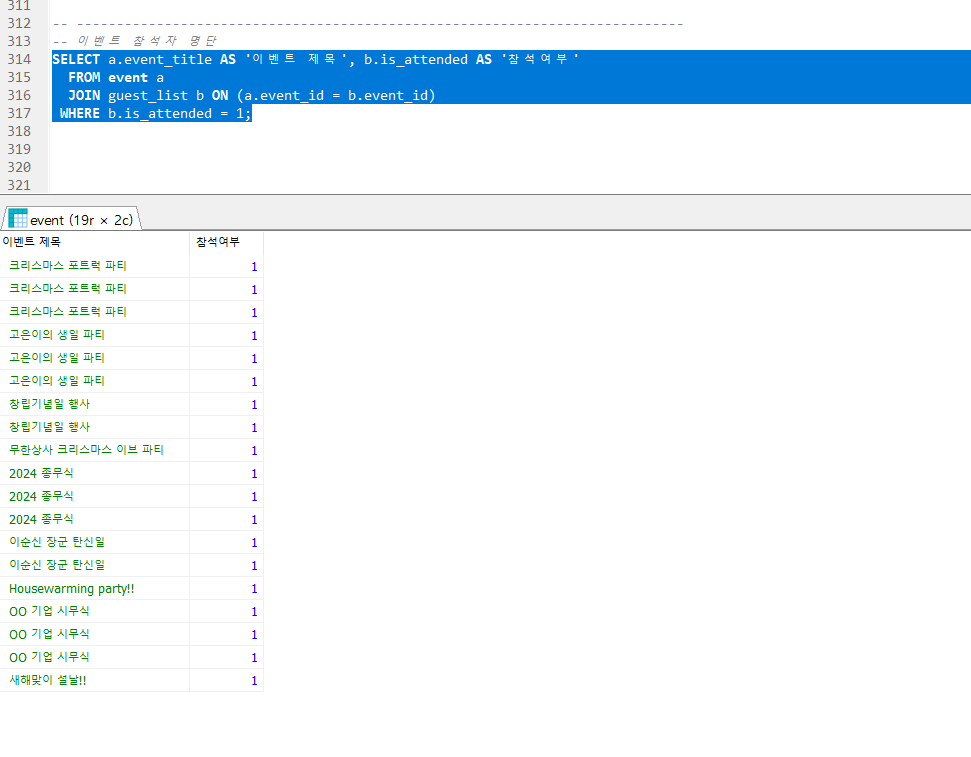 311
312 -- ----------------------------------------------------------------------------
313 -- 이벤트 참석자 명단
314 SELECT a.event_title AS '이벤트 제목', b.is_attended AS '참석여부'
315 FROM event a
316 JOIN guest_list b ON (a.event_id = b.event_id)
317 WHERE b.is_attended = 1;
318
319
320
321
event (19r × 2c)
이벤트 제목 참석여부
크리스마스 포트럭 파티 1
크리스마스 포트럭 파티 1
크리스마스 포트럭 파티 1
고은이의 생일 파티 1
고은이의 생일 파티 1
고은이의 생일 파티 1
창립기념일 행사 1
창립기념일 행사 1
무한상사 크리스마스 이브 파티 1
2024 종무식 1
2024 종무식 1
2024 종무식 1
이순신 장군 탄신일 1
이순신 장군 탄신일 1
Housewarming party!! 1
OO 기업 시무식 1
OO 기업 시무식 1
OO 기업 시무식 1
새해맞이 설날!! 1